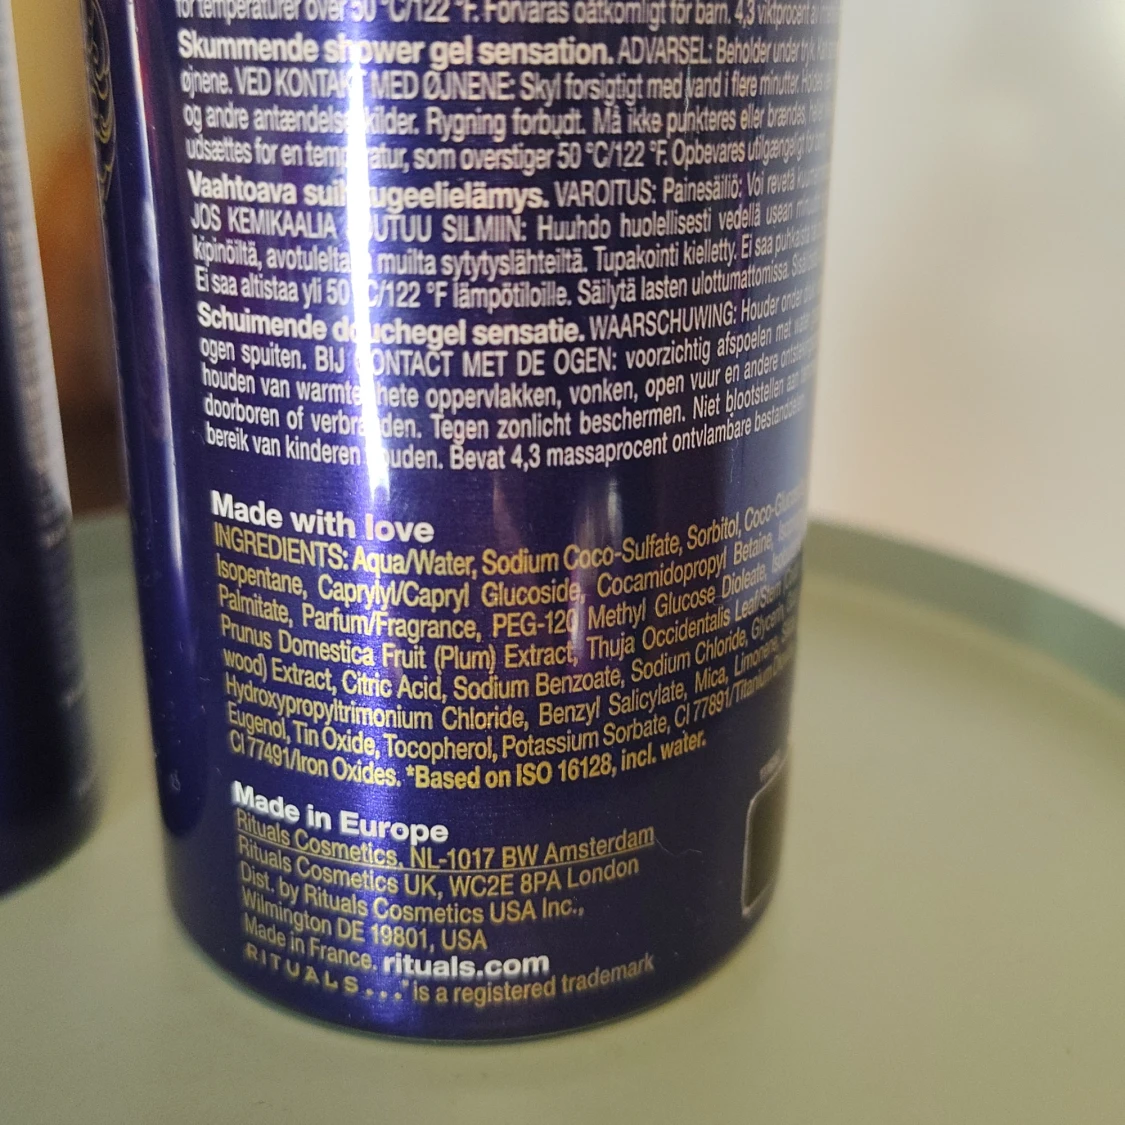 för temperaturer över 50 °C/122 °F. Förvaras oåtkomligt för barn. 4,3 viktprocent av
Skummende shower gel sensation. ADVARSEL: Beholder under tryk.
øjnene. VED KONTAKT MED ØJNENE: Skyl forsigtigt med vand i flere minutter. Holdes
og andre antændelseskilder. Rygning forbudt. Må ikke punkteres eller brændes, heller
udsættes for en temperatur, som overstiger 50 °C/122 °F. Opbevares utilgængeligt for
Vaahtoava suihkugeelielämys. VAROITUS: Painesäiliö: Voi revetä
JOS KEMIKAALIA JOUTUU SILMIIN: Huuhdo huolellisesti vedellä usean
kipinöiltä, avotulelta muilta sytytyslähteiltä. Tupakointi kielletty. Ei saa puhkaista
Ei saa altistaa yli 50 °C/122 °F lämpötiloille. Säilytä lasten ulottumattomissa.
Schuimende douchegel sensatie. WAARSCHUWING: Houder onder
ogen spuiten. BIJ CONTACT MET DE OGEN: voorzichtig afspoelen met water
houden van warmte, hete oppervlakken, vonken, open vuur en andere
doorboren of verbranden. Tegen zonlicht beschermen. Niet blootstellen aan
bereik van kinderen houden. Bevat 4,3 massaprocent ontvlambare
Made with love
INGREDIENTS: Aqua/Water, Sodium Coco-Sulfate, Sorbitol,
Isopentane, Caprylyl/Capryl Glucoside, Cocamidopropyl Betaine,
Palmitate, Parfum/Fragrance, PEG-120 Methyl Glucose Dioleate,
Prunus Domestica Fruit (Plum) Extract, Thuja Occidentalis Leaf/Stem
wood) Extract, Citric Acid, Sodium Benzoate, Sodium Chloride, Glycerin,
Hydroxypropyltrimonium Chloride, Benzyl Salicylate, Mica, Limonene,
Eugenol, Tin Oxide, Tocopherol, Potassium Sorbate, CI 77891/Titanium
CI 77491/Iron Oxides. *Based on ISO 16128, incl. water.
Made in Europe
Rituals Cosmetics, NL-1017 BW Amsterdam
Rituals Cosmetics UK, WC2E 8PA London
Dist. by Rituals Cosmetics USA Inc.,
Wilmington DE 19801, USA
Made in France. rituals.com
RITUALS...® is a registered trademark